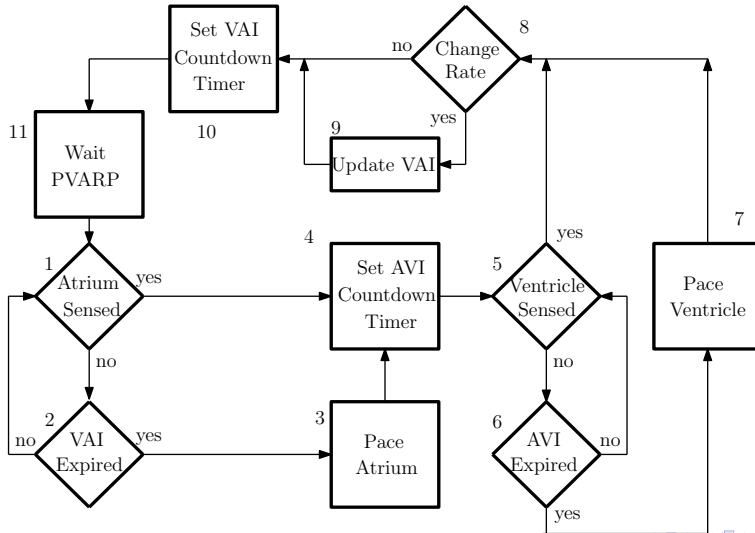 Set VAI
Countdown
Timer
10
no
Change
Rate
8
yes
9
Update VAI
11
Wait
PVARP
1
Atrium
Sensed
yes
no
4
Set AVI
Countdown
Timer
5
Ventricle
Sensed
yes
no
7
Pace
Ventricle
2
VAI
Expired
no
yes
3
Pace
Atrium
6
AVI
Expired
no
yes